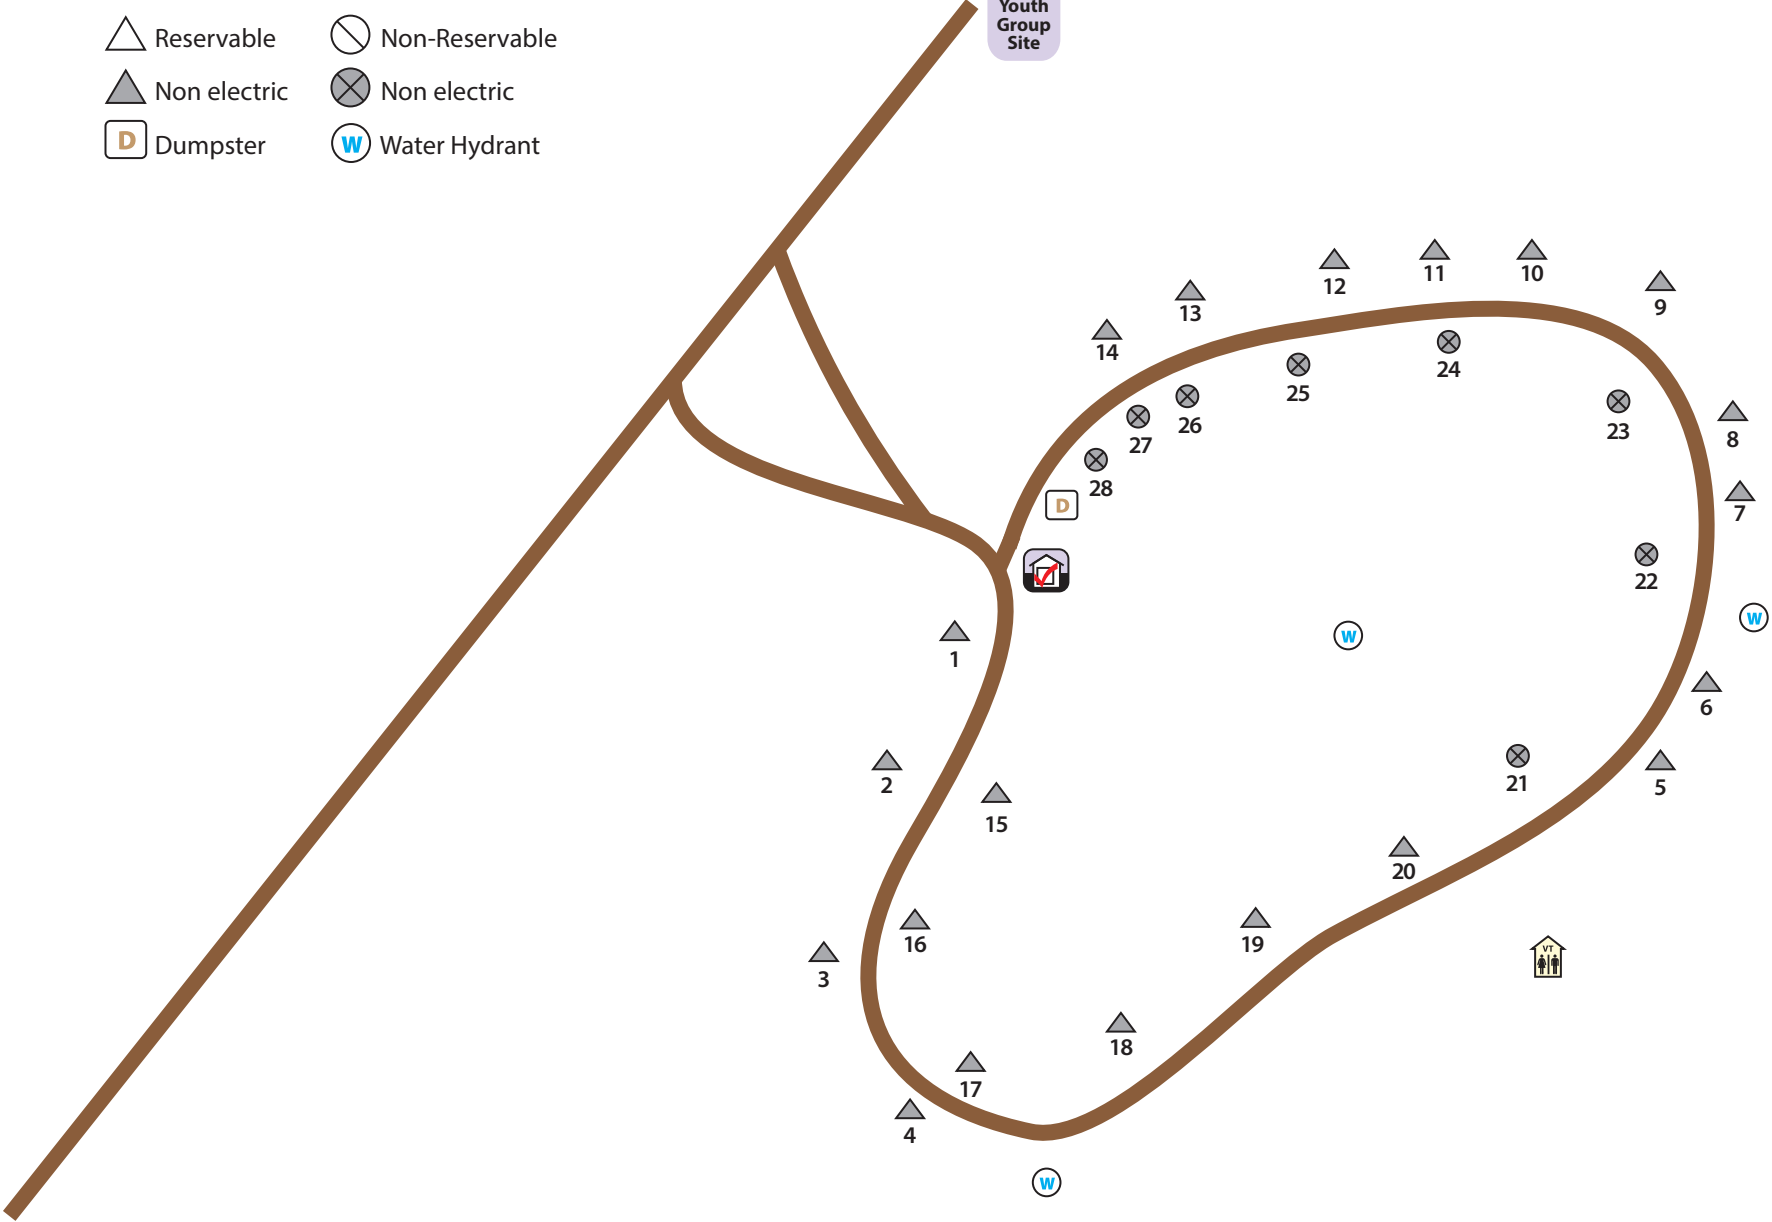 Youth
Group
Site
Reservable
Non-Reservable
Non electric
Non electric
D
Dumpster
W
Water Hydrant
11
10
12
9
13
14
24
25
26
23
8
27
28
D
7
22
W
W
1
6
2
21
5
15
20
16
19
VT
3
18
17
4
W